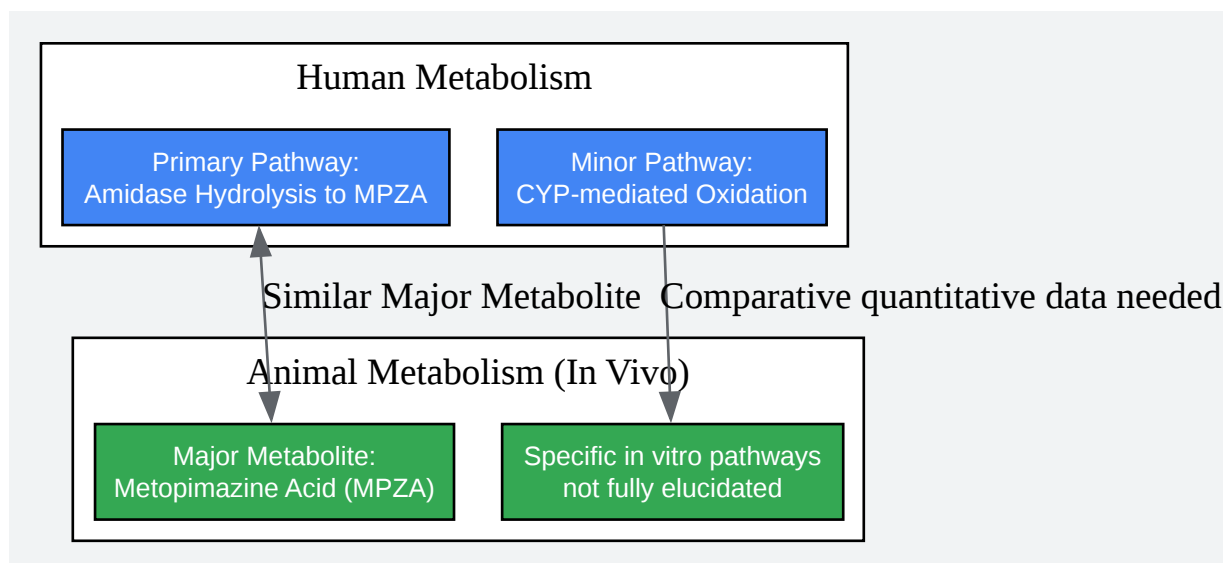 Human Metabolism
Primary Pathway:
Amidase Hydrolysis to MPZA
Minor Pathway:
CYP-mediated Oxidation
Similar Major Metabolite
Comparative quantitative data needed
Animal Metabolism (In Vivo)
Major Metabolite:
Metopimazine Acid (MPZA)
Specific in vitro pathways
not fully elucidated